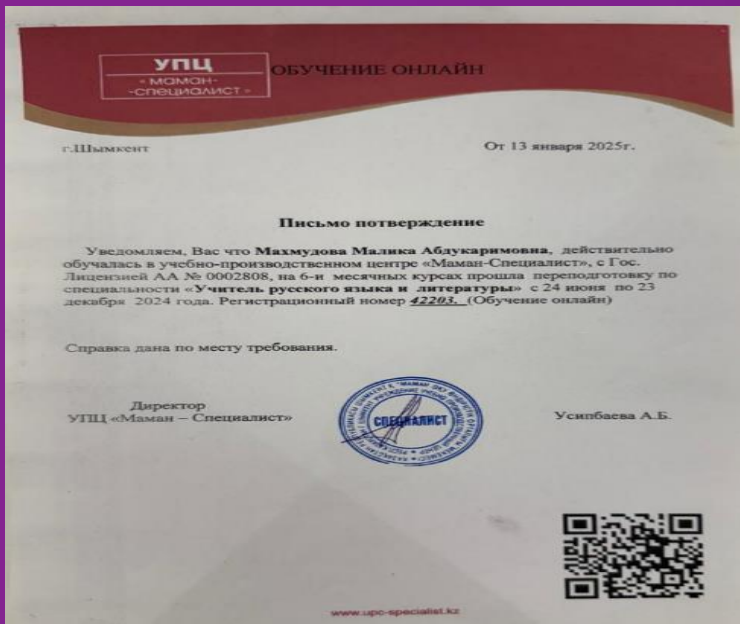 УПЦ
- МОМОН-
-СПЕЦИАЛИСТ -
ОБУЧЕНИЕ ОНЛАЙН
г.Шымкент
От 13 января 2025г.
Письмо потверждение
Уведомляем, Вас что Махмудова Малика Абдукаримовна, действительно
обучалась в учебно-производственном центре «Маман-Специалист», с Гос.
Лицензией АА № 0002808, на 6-и месячных курсах прошла переподготовку по
специальности «Учитель русского языка и литературы» с 24 июня по 23
декабря 2024 года. Регистрационный номер 42203. (Обучение онлайн)
Справка дана по месту требования.
Директор
УПЦ «Маман – Специалист»
СПЕЦИАЛИСТ
Усипбаева А.Б.
www.upc-specialist.kz